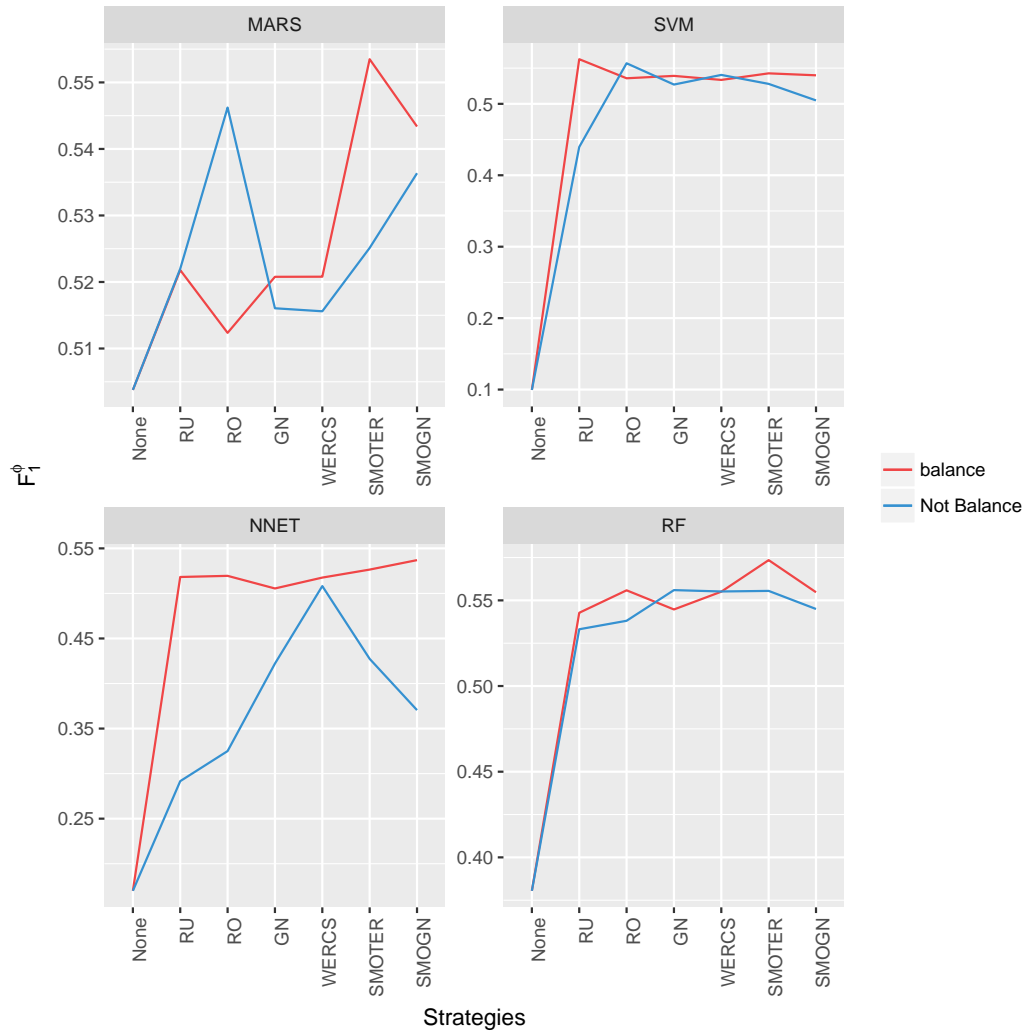 MARS
SVM
0.55
0.54
0.53
0.52
0.51
0.5
0.4
0.3
0.2
0.1
None
RU
RO
GN
WERCS
SMOTER
SMOGN
None
RU
RO
GN
WERCS
SMOTER
SMOGN
F₁^ϕ
balance
Not Balance
NNET
RF
0.55
0.45
0.35
0.25
0.55
0.50
0.45
0.40
None
RU
RO
GN
WERCS
SMOTER
SMOGN
None
RU
RO
GN
WERCS
SMOTER
SMOGN
Strategies